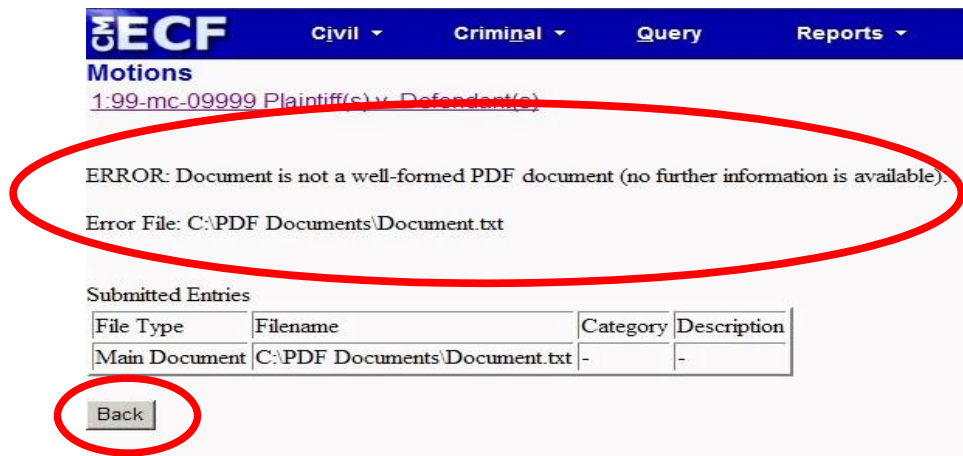 CM ECF Civil Criminal Query Reports
Motions
1:99-mc-09999 Plaintiff(s) v. Defendant(s)
ERROR: Document is not a well-formed PDF document (no further information is available).
Error File: C:\PDF Documents\Document.txt
Submitted Entries
File Type Filename Category Description
Main Document C:\PDF Documents\Document.txt - -
Back